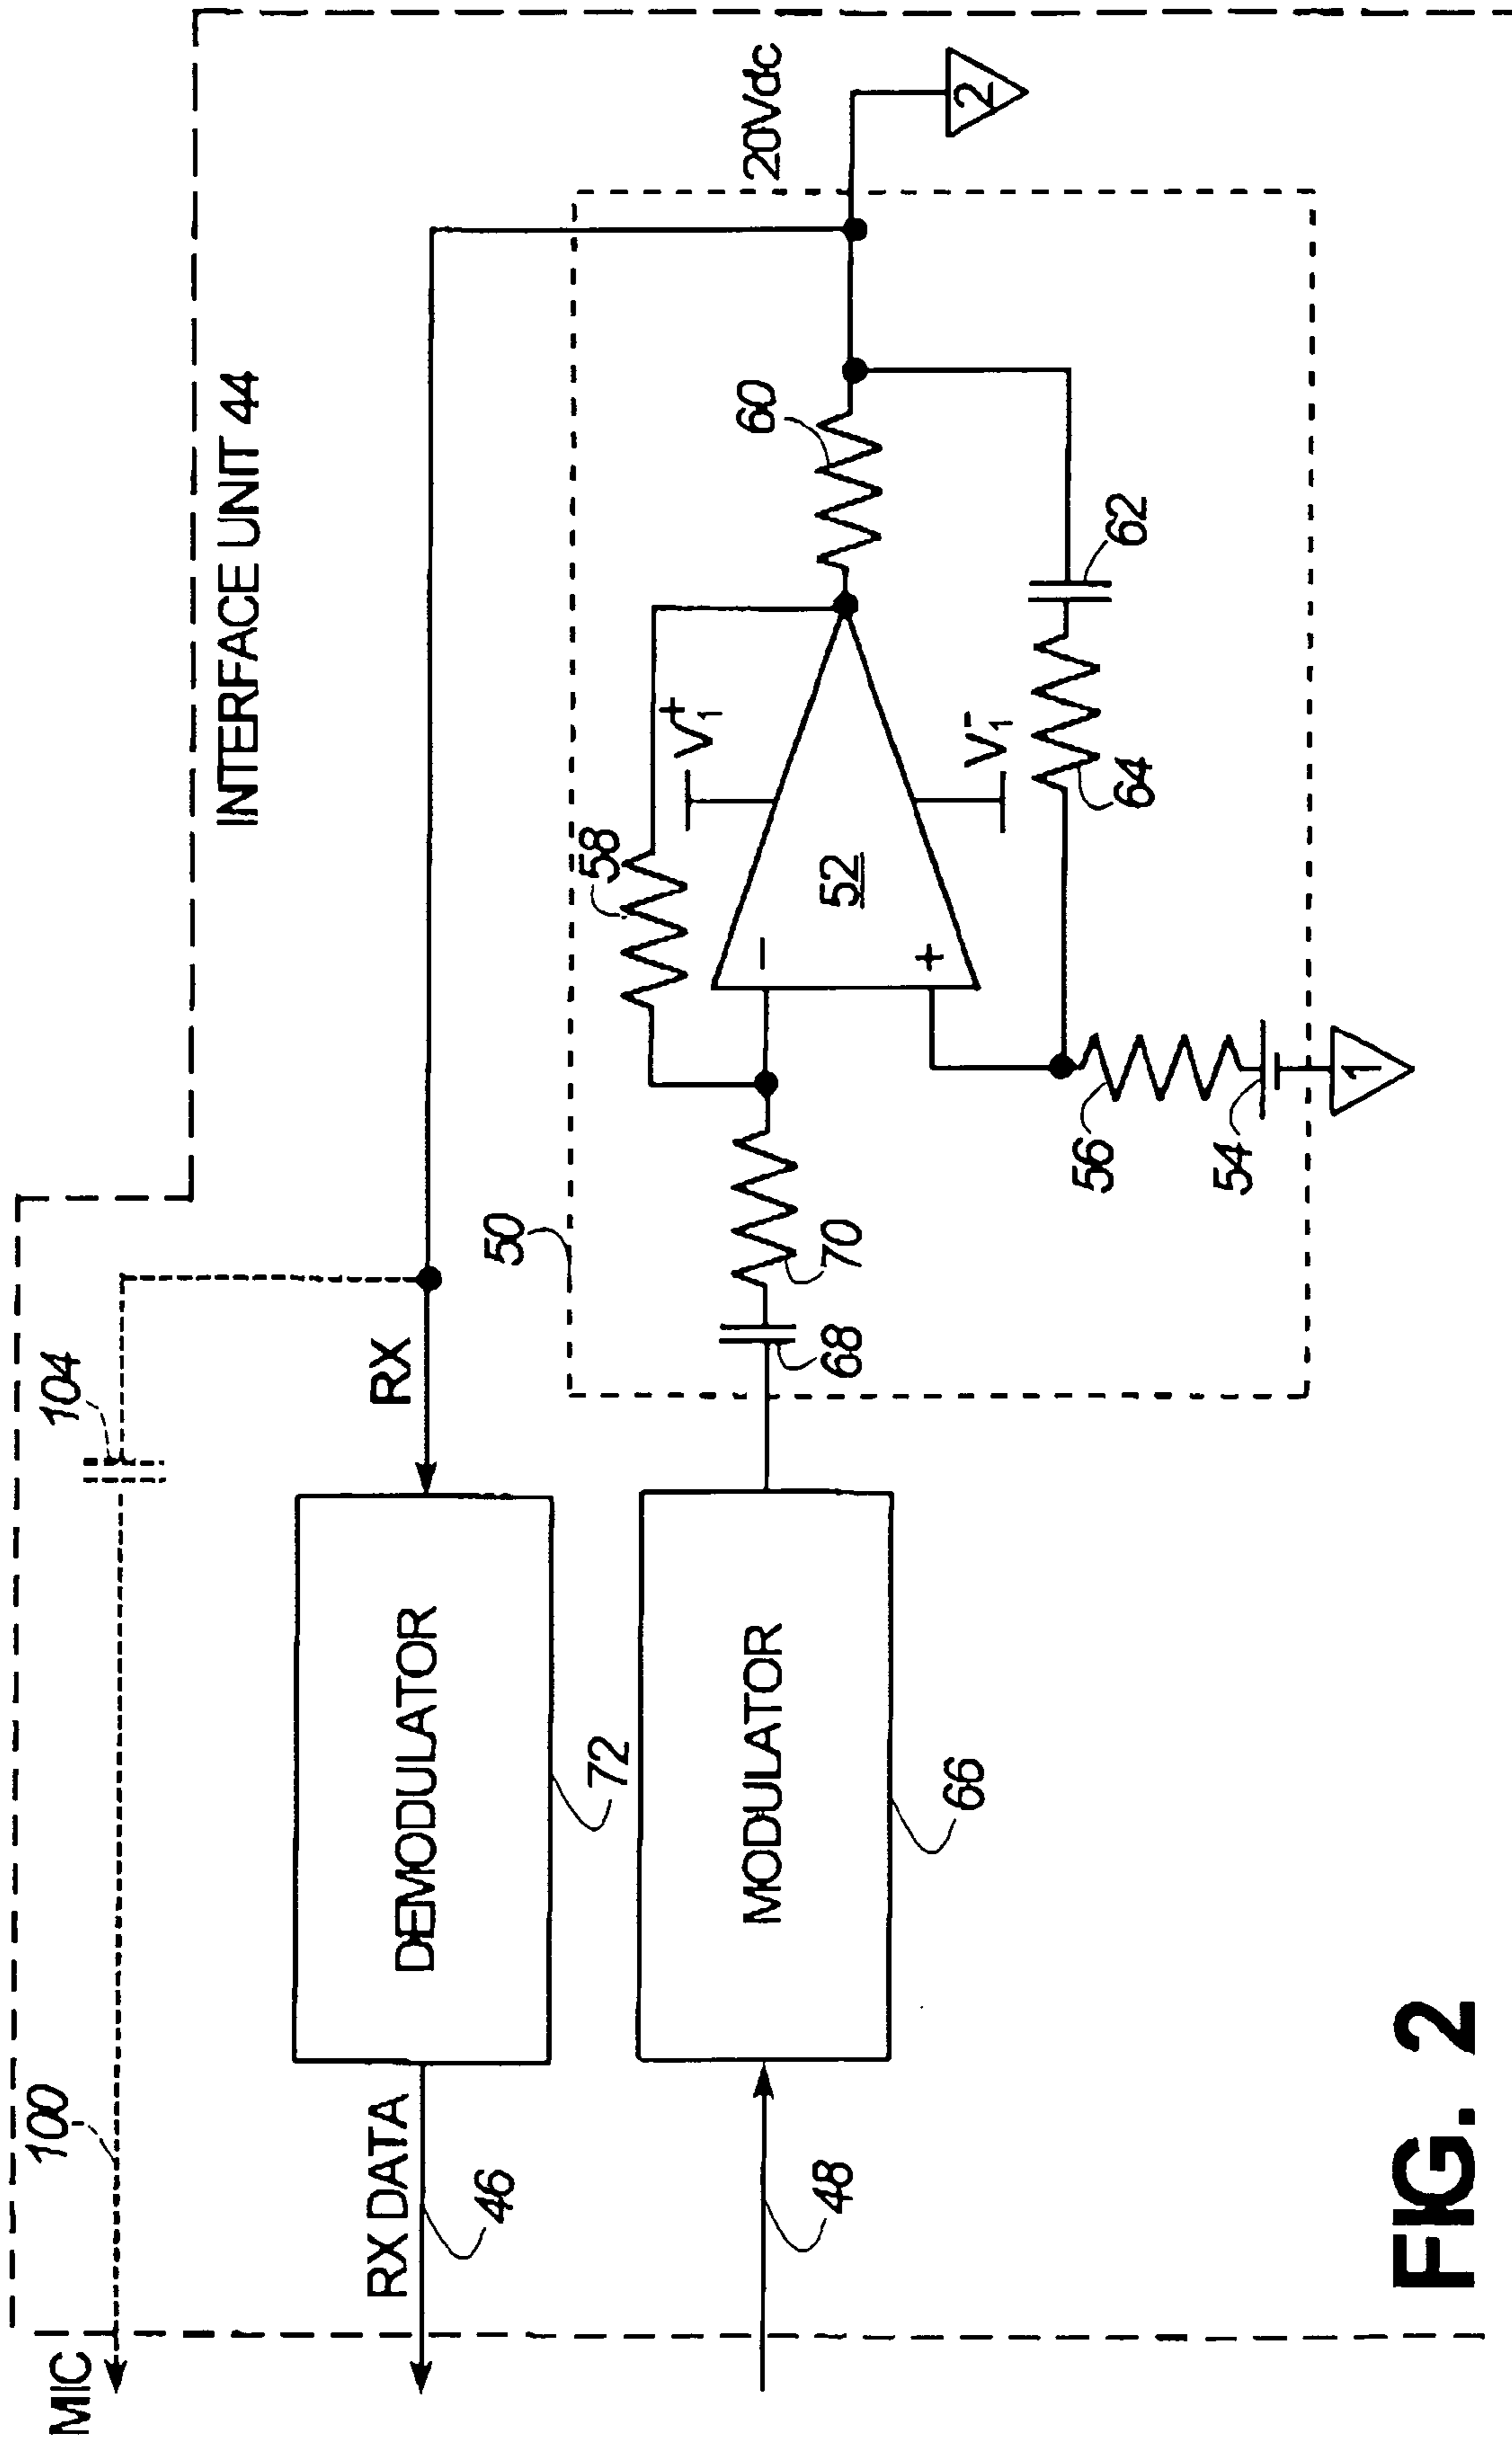 INTERFACE UNIT 44
MIC
100
104
RX DATA
46
DEMODULATOR
72
RX
20Vdc
2
48
MODULATOR
66
50
68
70
58
V1+
60
52
−
+
V1-
56
54
64
62
1
FIG. 2